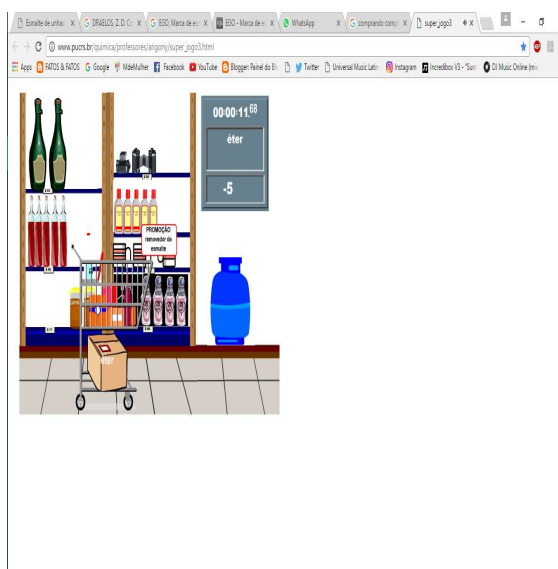 Esmalte de unhas
DRAELOS, Z. D. Co
EGO, Marca de es
EGO - Marca de e
WhatsApp
comprando comp
super_jogo3
www.pucrs.br/quimica/professores/arigony/super_jogo3.html
Apps
FATOS & FATOS
Google
MdeMulher
Facebook
YouTube
Blogger: Painel do Bl
Twitter
Universal Music Latin
Instagram
Incredibox V3 - "Sunr
DJ Music Online (mix
00:00:11.68
éter
-5
PROMOÇÃO
removedor de
esmalte
éter